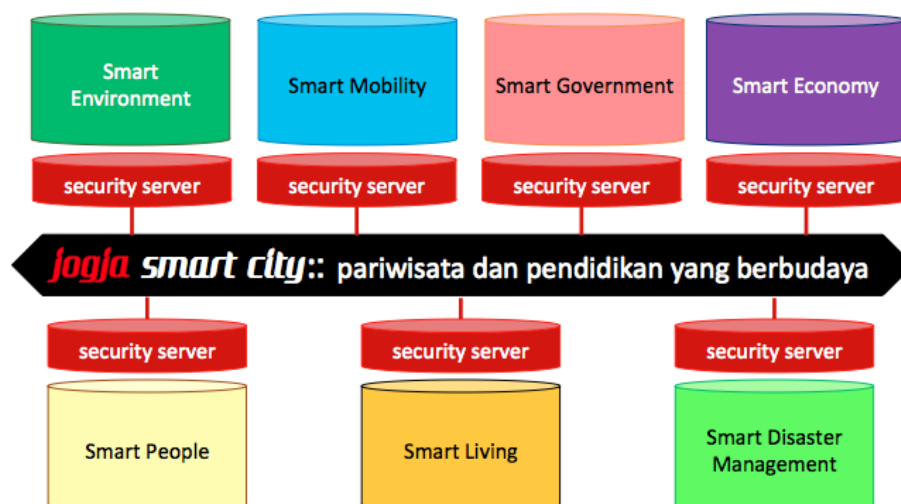 Smart
Environment
Smart Mobility
Smart Government
Smart Economy
security server
security server
security server
security server
jogja smart city:: pariwisata dan pendidikan yang berbudaya
security server
security server
security server
Smart People
Smart Living
Smart Disaster
Management